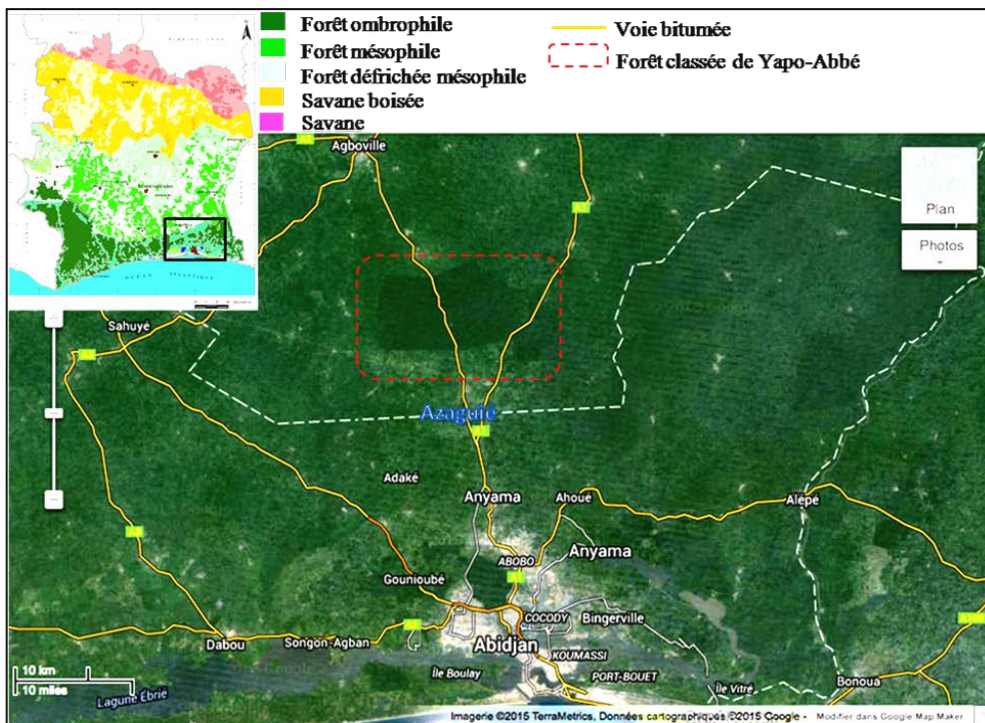 Forêt ombrophile
Forêt mésophile
Forêt défrichée mésophile
Savane boisée
Savane
Voie bitumée
Forêt classée de Yapo-Abbé
N
OCEAN ATLANTIQUE
Agboville
Plan
Photos
Sahuyé
Azaguié
Adaké
Anyama
Ahoué
Alépé
Anyama
ABOBO
Gounioubé
COCODY
Bingerville
Dabou
Songon-Agban
Abidjan
KOUMASSI
Île Boulay
PORT-BOUET
Île Vitré
Bonoua
10 km
10 miles
Lagune Ébrié
Imagerie ©2015 TerraMetrics, Données cartographiques ©2015 Google - Modifier dans Google Map Maker